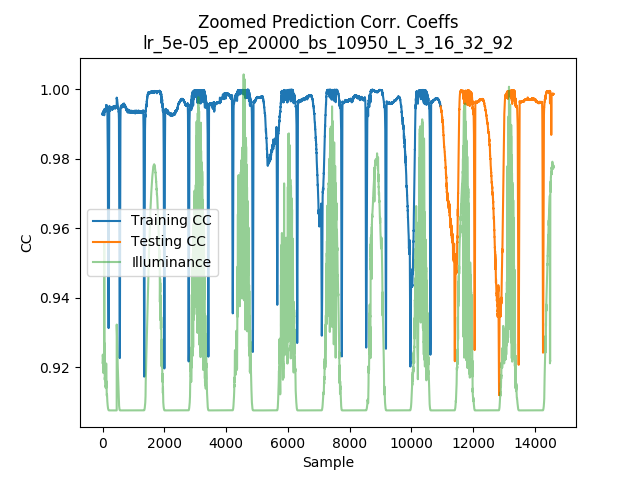 Zoomed Prediction Corr. Coeffs
lr_5e-05_ep_20000_bs_10950_L_3_16_32_92
1.00
0.98
0.96
0.94
0.92
CC
Training CC
Testing CC
Illuminance
0 2000 4000 6000 8000 10000 12000 14000
Sample